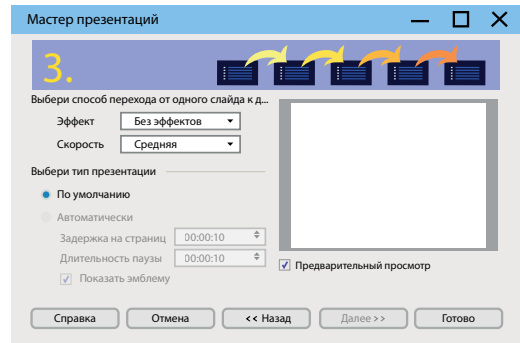 Мастер презентаций
3.
Выбери способ перехода от одного слайда к д...
Эффект Без эффектов
Скорость Средняя
Выбери тип презентации
По умолчанию
Автоматически
Задержка на страниц 00:00:10
Длительность паузы 00:00:10
Показать эмблему
Предварительный просмотр
Справка Отмена << Назад Далее >> Готово